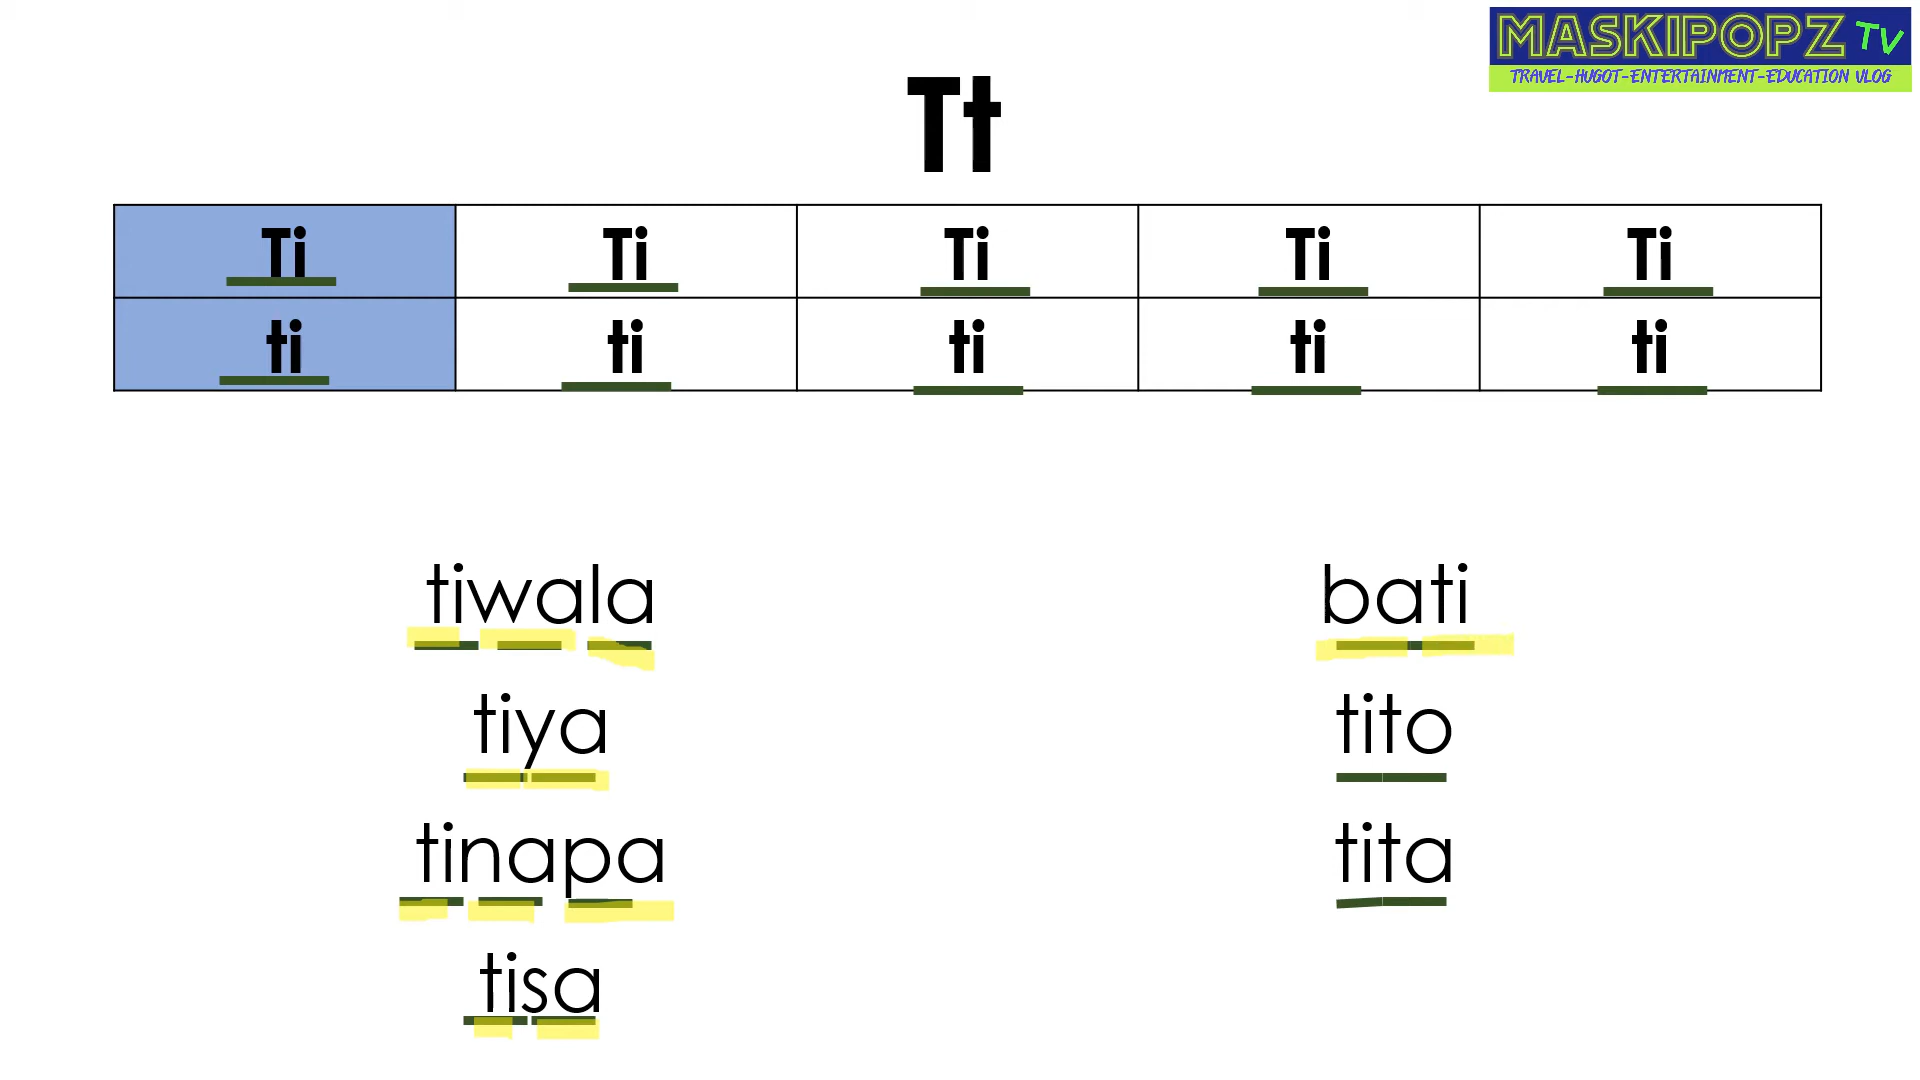 MASKIPOPZ TV
TRAVEL-HUGOT-ENTERTAINMENT-EDUCATION VLOG
Tt
Ti Ti Ti Ti Ti
ti ti ti ti ti
tiwala
tiya
tinapa
tisa
bati
tito
tita